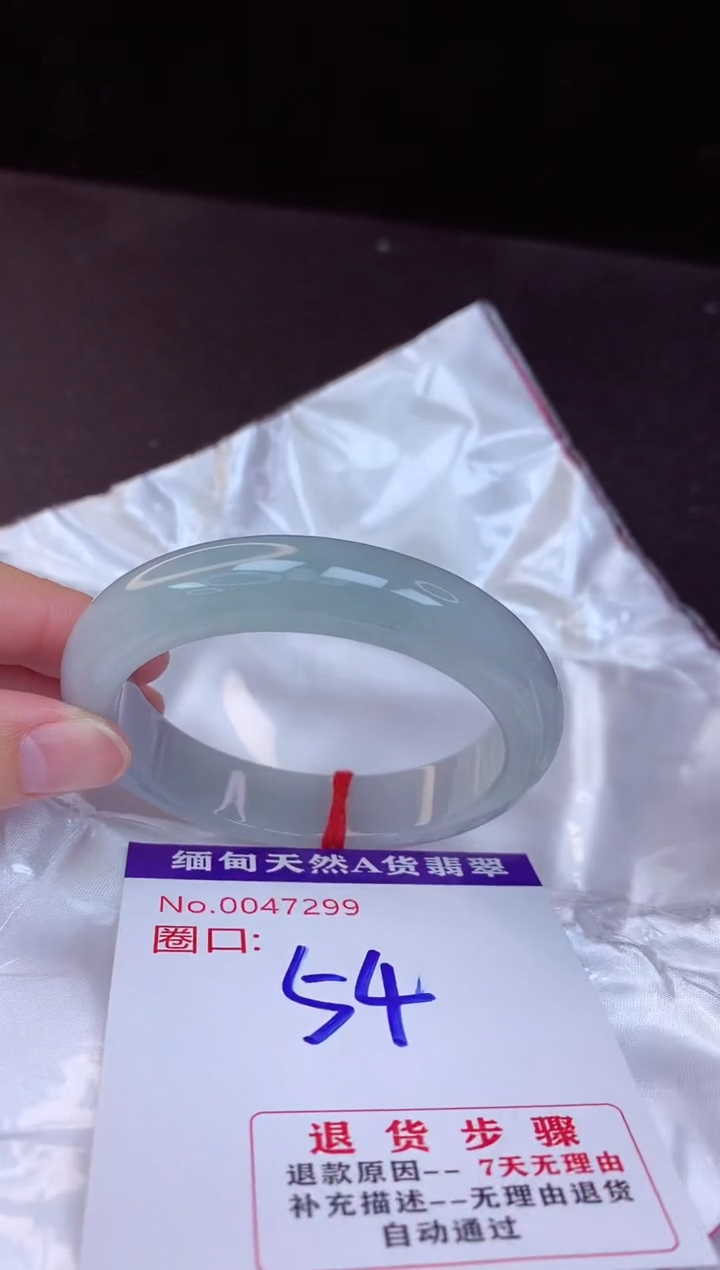 缅甸天然A货翡翠
No.0047299
圈口:
54
退货步骤
退款原因--7天无理由
补充描述--无理由退货
自动通过